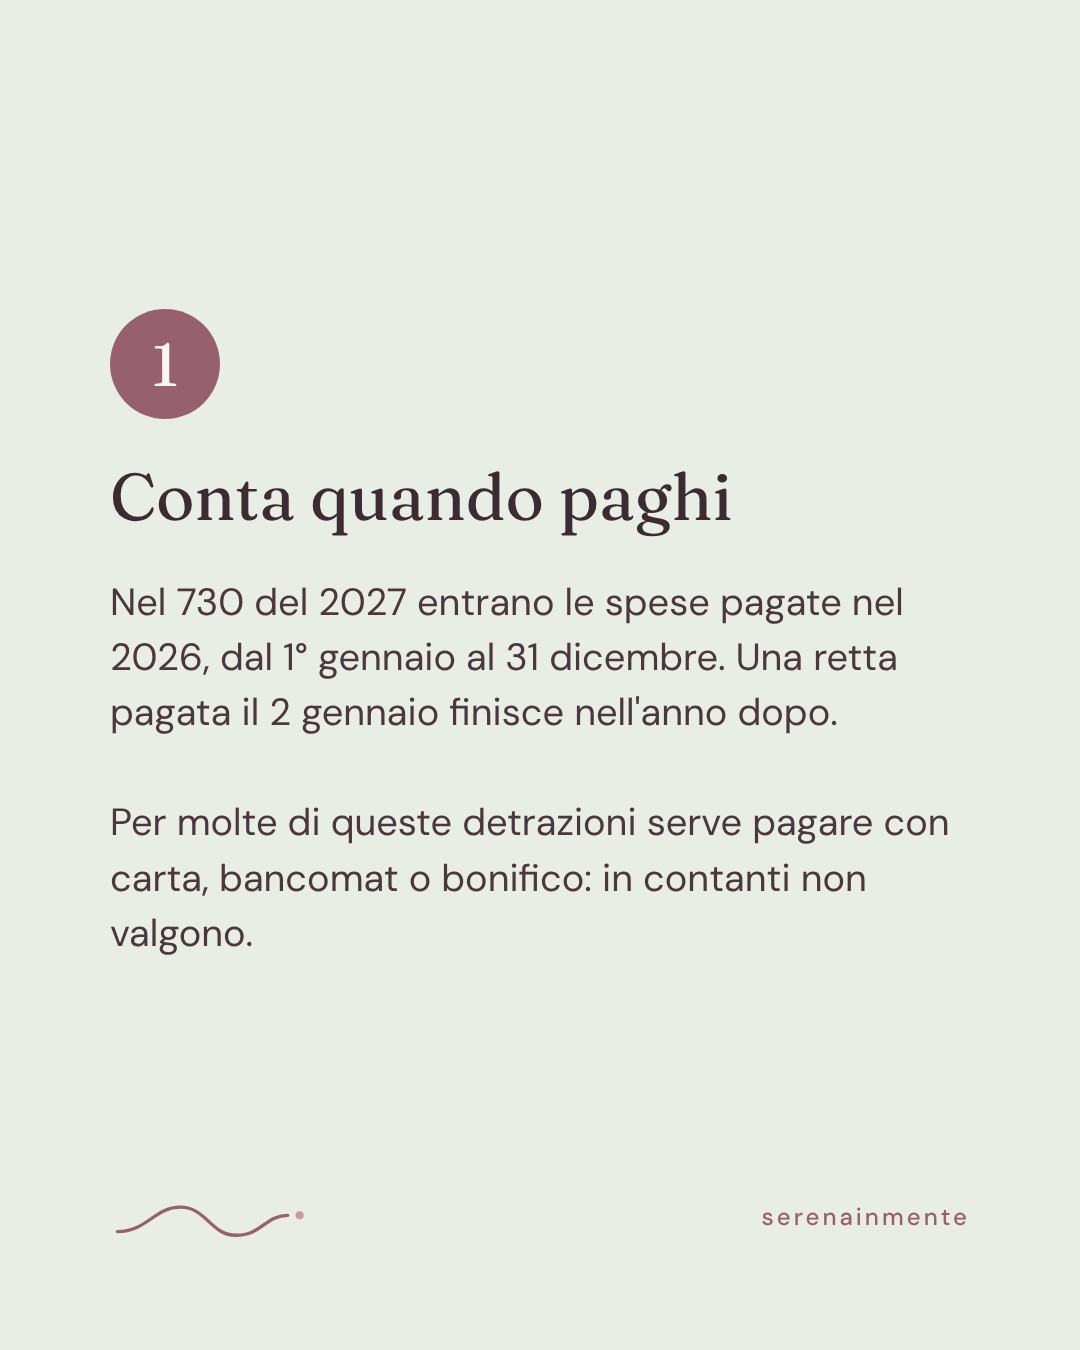 1
Conta quando paghi
Nel 730 del 2027 entrano le spese pagate nel
2026, dal 1° gennaio al 31 dicembre. Una retta
pagata il 2 gennaio finisce nell'anno dopo.
Per molte di queste detrazioni serve pagare con
carta, bancomat o bonifico: in contanti non
valgono.
serenainmente